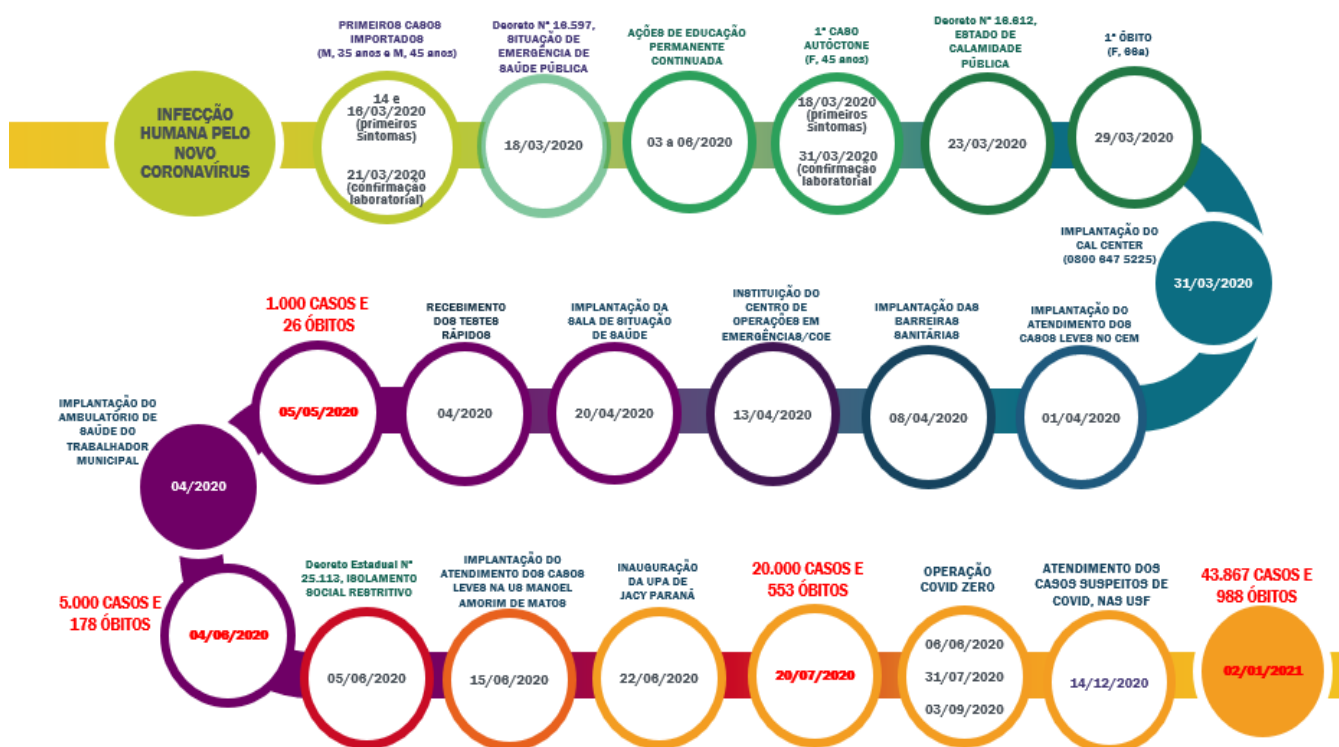 INFECÇÃO
HUMANA PELO
NOVO
CORONAVÍRUS
PRIMEIROS CASOS
IMPORTADOS
(M, 35 anos e M, 45 anos)
14 e
16/03/2020
(primeiros
sintomas)
21/03/2020
(confirmação
laboratorial)
Decreto N° 16.597,
SITUAÇÃO DE
EMERGÊNCIA DE
SAÚDE PÚBLICA
18/03/2020
AÇÕES DE EDUCAÇÃO
PERMANENTE
CONTINUADA
03 a 06/2020
1° CASO
AUTÓCTONE
(F, 45 anos)
18/03/2020
(primeiros
sintomas)
31/03/2020
(confirmação
laboratorial
Decreto N° 16.612,
ESTADO DE
CALAMIDADE
PÚBLICA
23/03/2020
1° ÓBITO
(F, 66a)
29/03/2020
IMPLANTAÇÃO DO
CAL CENTER
(0800 647 5225)
31/03/2020
IMPLANTAÇÃO DO
ATENDIMENTO DOS
CASOS LEVES NO CEM
01/04/2020
IMPLANTAÇÃO DAS
BARREIRAS
SANITÁRIAS
08/04/2020
INSTITUIÇÃO DO
CENTRO DE
OPERAÇÕES EM
EMERGÊNCIAS/COE
13/04/2020
IMPLANTAÇÃO DA
SALA DE SITUAÇÃO
DE SAÚDE
20/04/2020
RECEBIMENTO
DOS TESTES
RÁPIDOS
04/2020
1.000 CASOS E
26 ÓBITOS
05/05/2020
IMPLANTAÇÃO DO
AMBULATÓRIO DE
SAÚDE DO
TRABALHADOR
MUNICIPAL
04/2020
5.000 CASOS E
178 ÓBITOS
04/06/2020
Decreto Estadual N°
25.113, ISOLAMENTO
SOCIAL RESTRITIVO
05/06/2020
IMPLANTAÇÃO DO
ATENDIMENTO DOS CASOS
LEVES NA US MANOEL
AMORIM DE MATOS
15/06/2020
INAUGURAÇÃO
DA UPA DE
JACY PARANÁ
22/06/2020
20.000 CASOS E
553 ÓBITOS
20/07/2020
OPERAÇÃO
COVID ZERO
06/06/2020
31/07/2020
03/09/2020
ATENDIMENTO DOS
CASOS SUSPEITOS DE
COVID, NAS USF
14/12/2020
43.867 CASOS E
988 ÓBITOS
02/01/2021